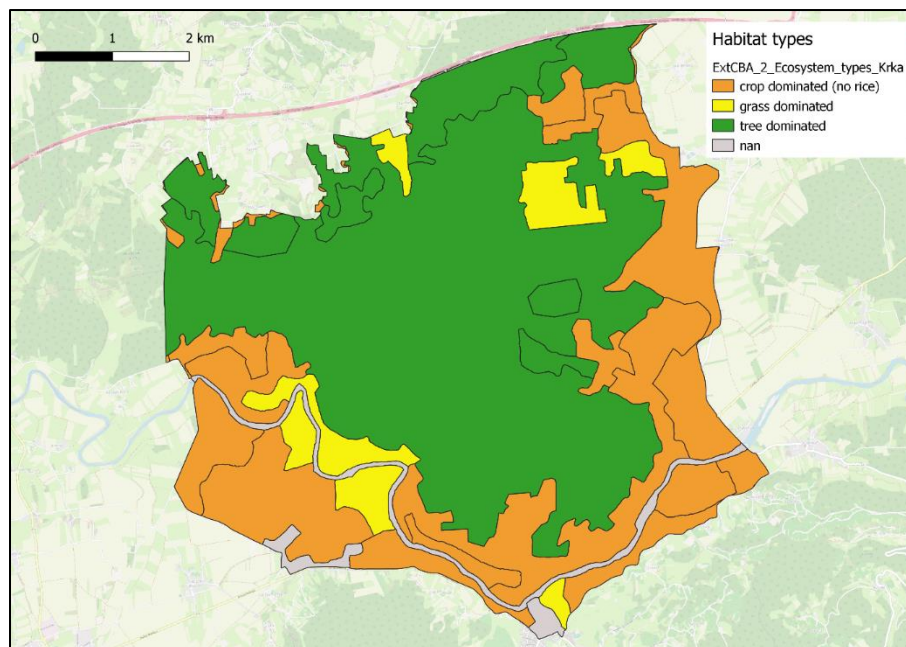 0 1 2 km
Habitat types
ExtCBA_2_Ecosystem_types_Krka
crop dominated (no rice)
grass dominated
tree dominated
nan